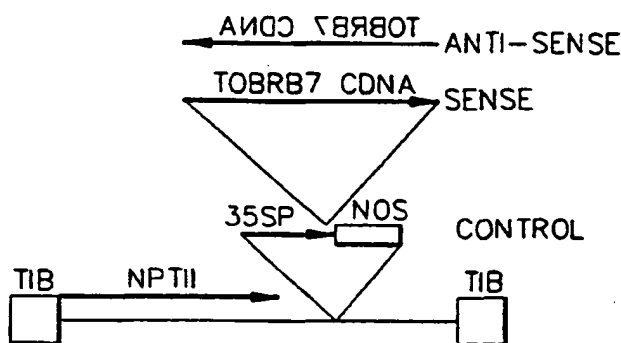 TOBRB7 CDNA
ANTI-SENSE
TOBRB7 CDNA
SENSE
35SP
NOS
CONTROL
TIB
NPTII
TIB